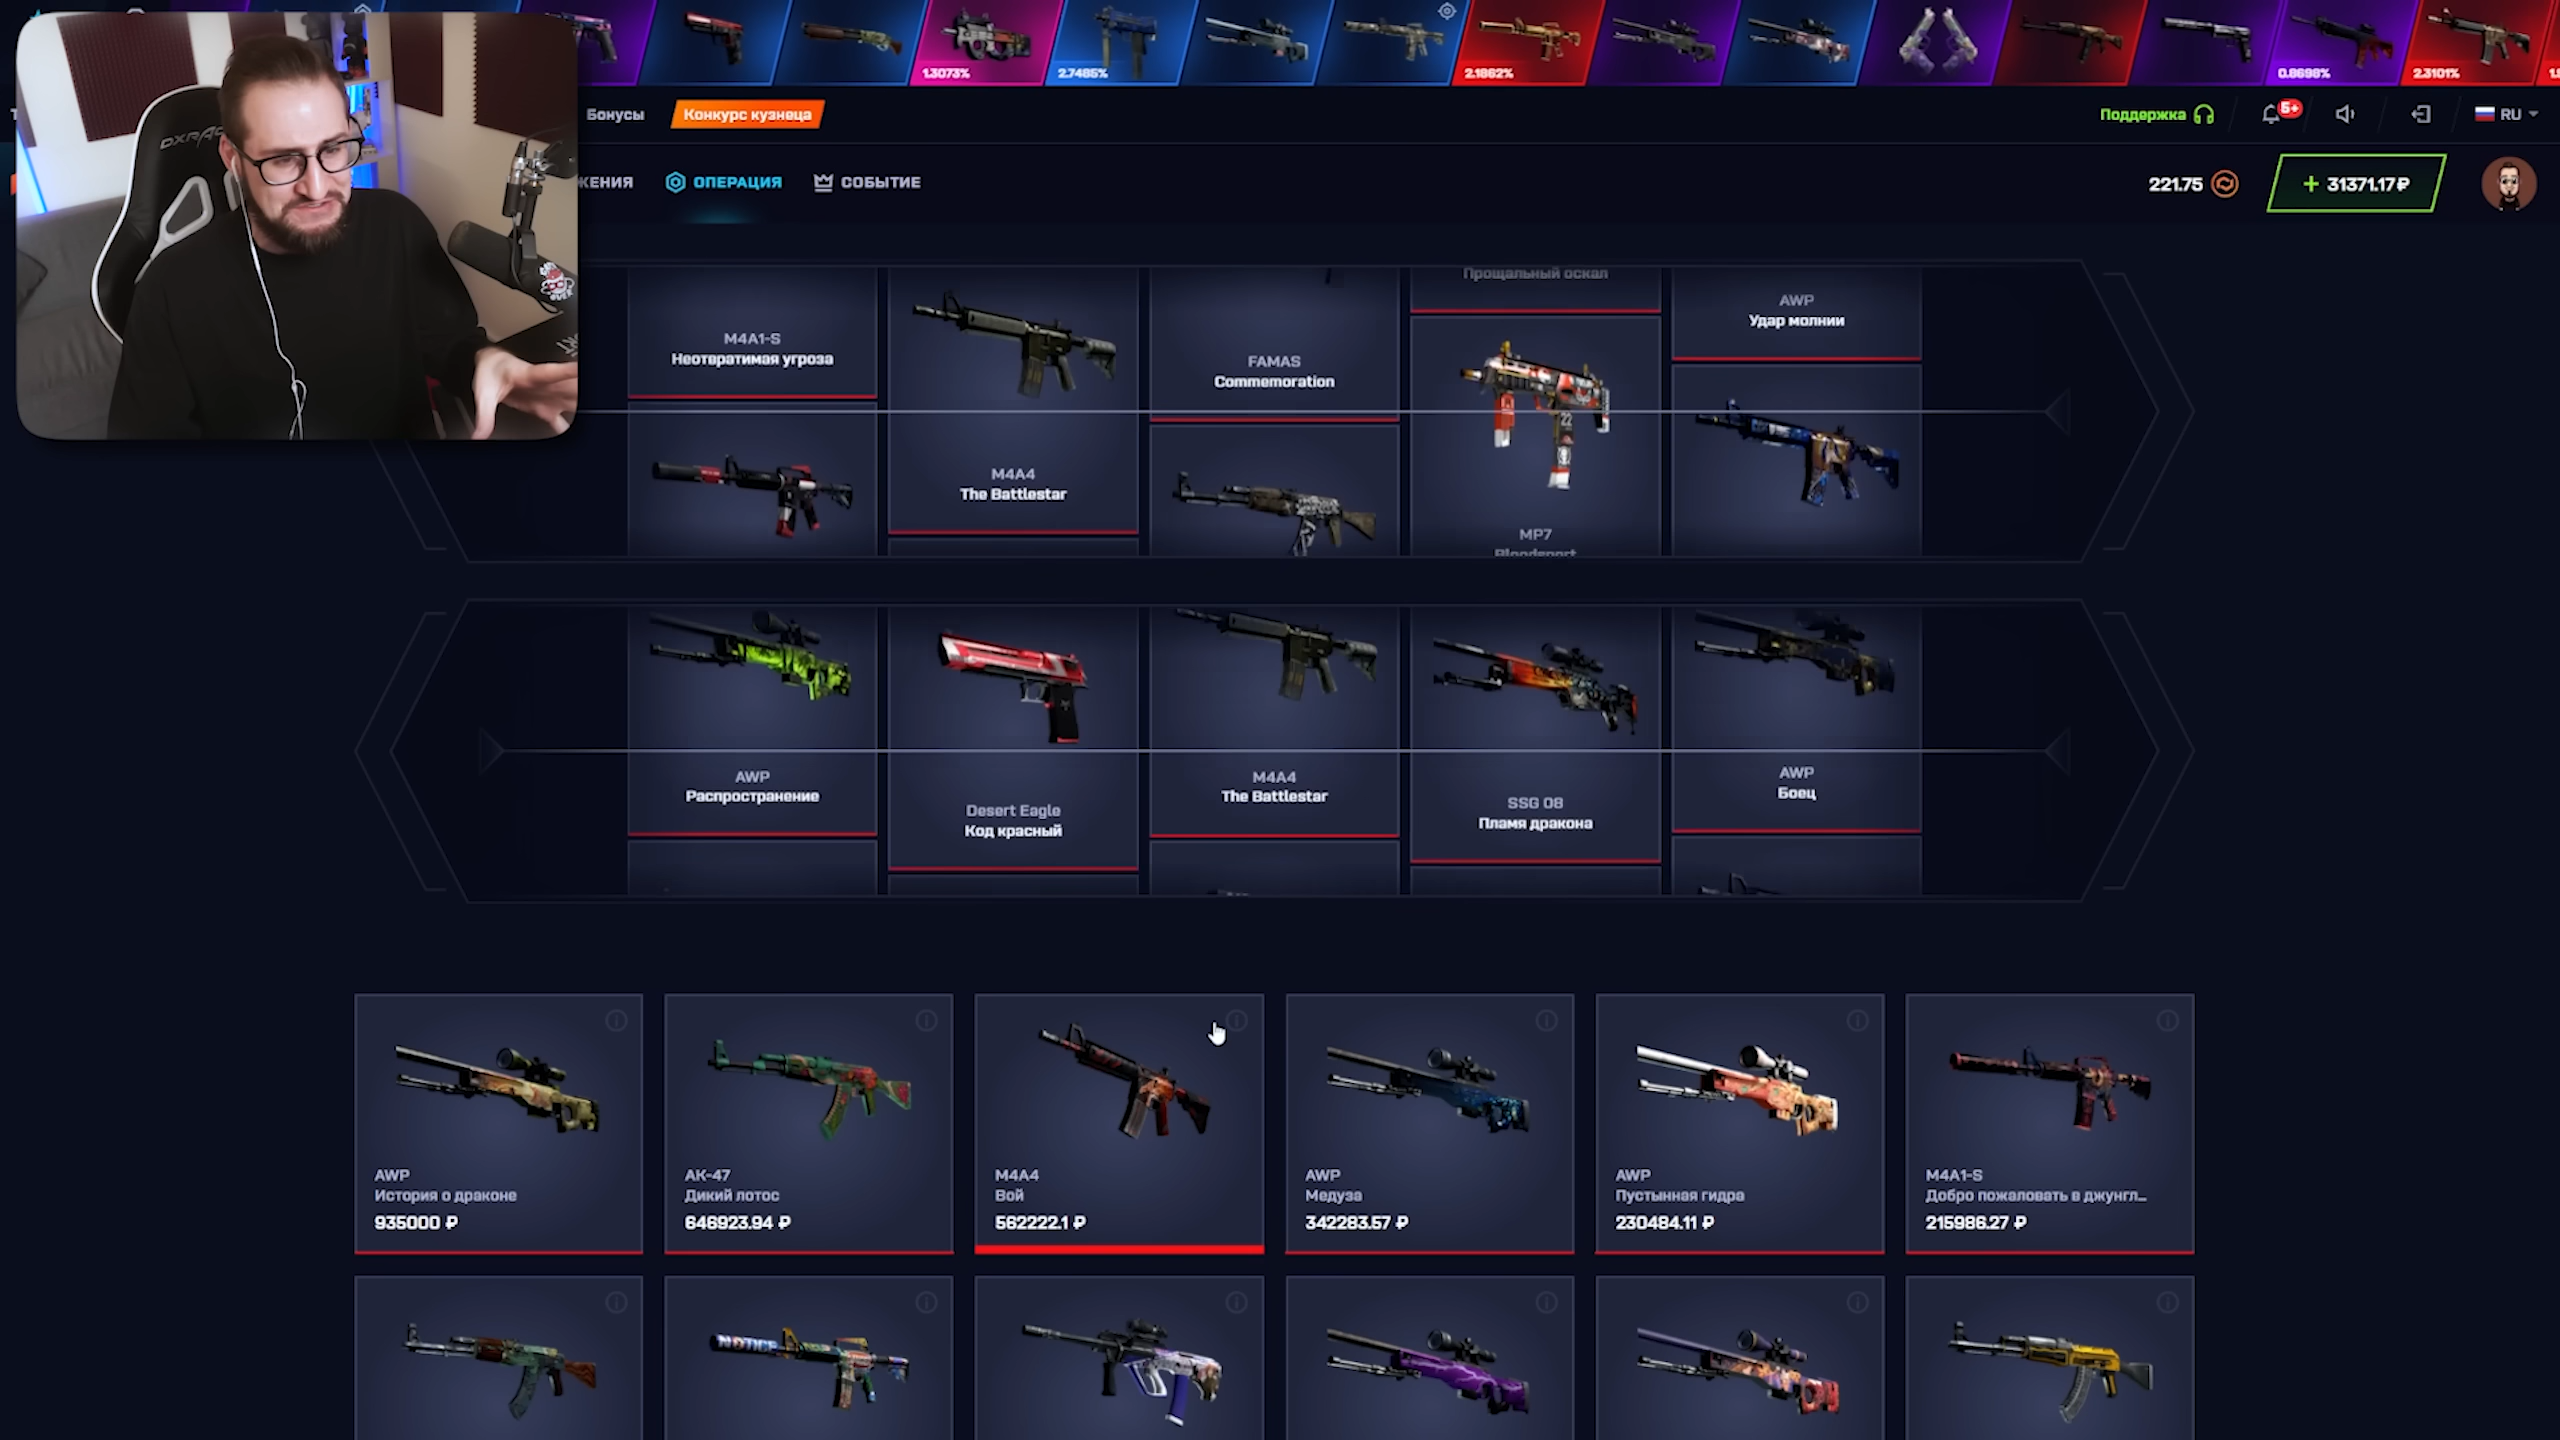 1.3073%
2.7485%
2.1862%
0.8698%
2.3101%
DXRAC
Бонусы
Конкурс кузнеца
Поддержка
5+
RU
ЖЕНИЯ
ОПЕРАЦИЯ
СОБЫТИЕ
221.75
+ 31371.17 ₽
Прощальный оскал
AWP
Удар молнии
M4A1-S
Неотвратимая угроза
FAMAS
Commemoration
M4A4
The Battlestar
MP7
Bloodsport
AWP
Распространение
Desert Eagle
Код красный
M4A4
The Battlestar
SSG 08
Пламя дракона
AWP
Боец
AWP
История о драконе
935000 ₽
AK-47
Дикий лотос
646923.94 ₽
M4A4
Вой
562222.1 ₽
AWP
Медуза
342283.57 ₽
AWP
Пустынная гидра
230484.11 ₽
M4A1-S
Добро пожаловать в джунгл...
215986.27 ₽
NOTICE